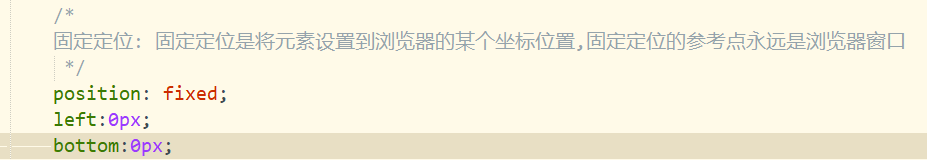 /*
固定定位: 固定定位是将元素设置到浏览器的某个坐标位置,固定定位的参考点永远是浏览器窗口
*/
position: fixed;
left:0px;
bottom:0px;